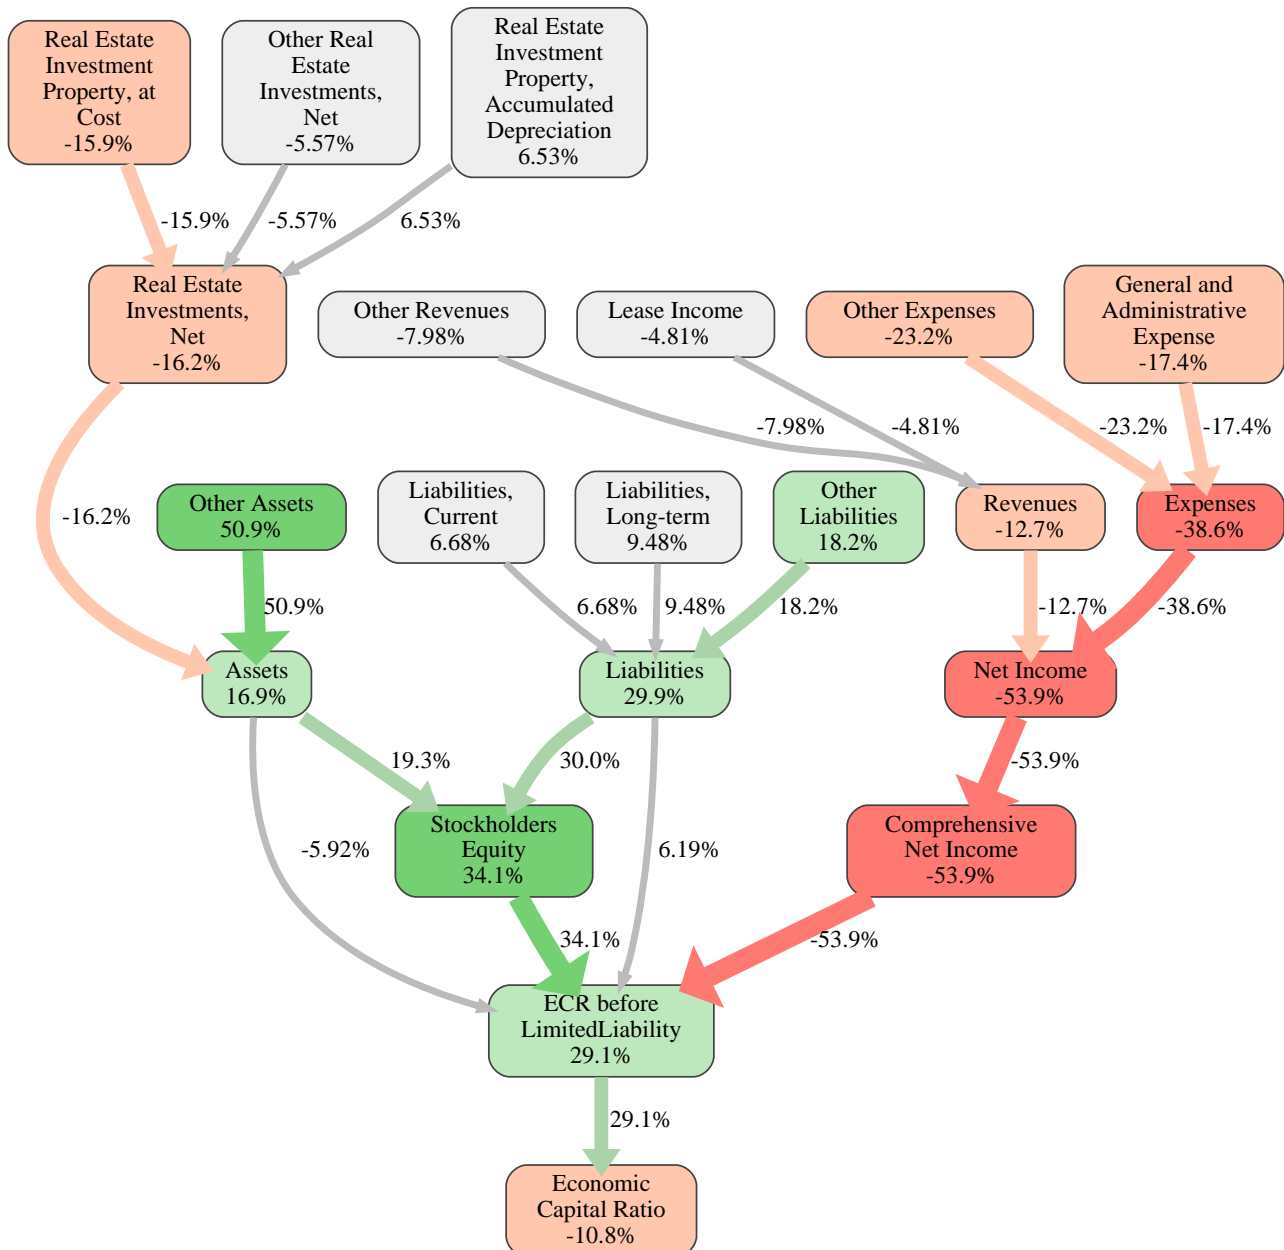 Real Estate
Investment
Property, at
Cost
-15.9%
Other Real
Estate
Investments,
Net
-5.57%
Real Estate
Investment
Property,
Accumulated
Depreciation
6.53%
-15.9%
-5.57%
6.53%
Real Estate
Investments,
Net
-16.2%
Other Revenues
-7.98%
Lease Income
-4.81%
Other Expenses
-23.2%
General and
Administrative
Expense
-17.4%
-7.98%
-4.81%
-23.2%
-17.4%
-16.2%
Other Assets
50.9%
Liabilities,
Current
6.68%
Liabilities,
Long-term
9.48%
Other
Liabilities
18.2%
Revenues
-12.7%
Expenses
-38.6%
50.9%
6.68%
9.48%
18.2%
-12.7%
-38.6%
Assets
16.9%
Liabilities
29.9%
Net Income
-53.9%
19.3%
30.0%
-53.9%
-5.92%
Stockholders
Equity
34.1%
6.19%
Comprehensive
Net Income
-53.9%
34.1%
-53.9%
ECR before
LimitedLiability
29.1%
29.1%
Economic
Capital Ratio
-10.8%